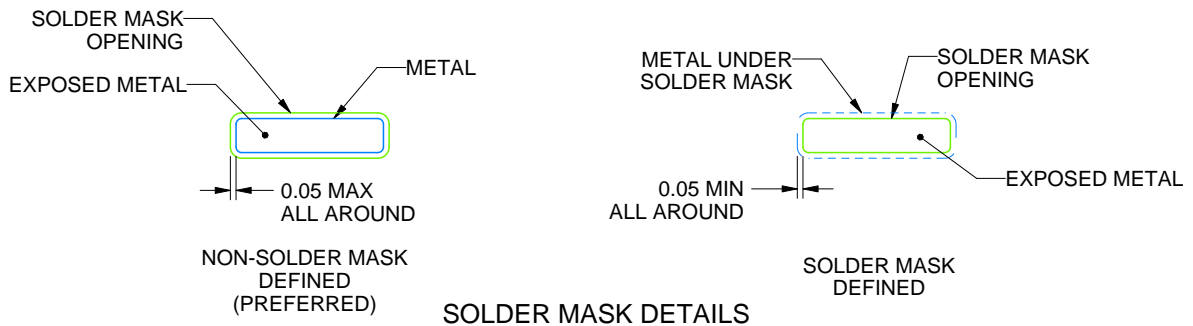 SOLDER MASK
OPENING
EXPOSED METAL
METAL
0.05 MAX
ALL AROUND
NON-SOLDER MASK
DEFINED
(PREFERRED)
METAL UNDER
SOLDER MASK
SOLDER MASK
OPENING
EXPOSED METAL
0.05 MIN
ALL AROUND
SOLDER MASK
DEFINED
SOLDER MASK DETAILS